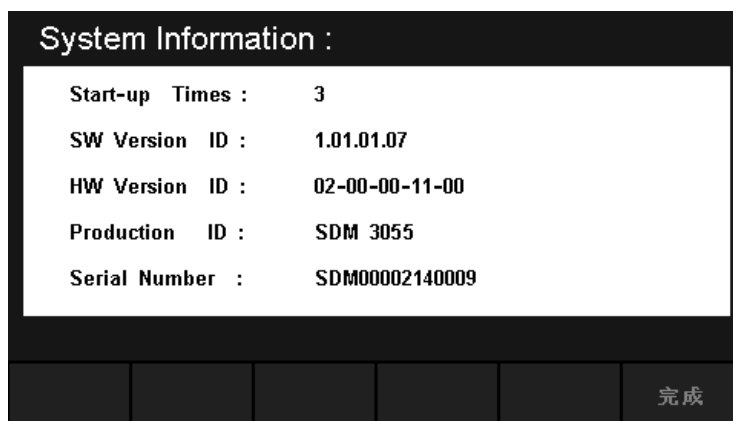 System Information :
Start-up Times : 3
SW Version ID : 1.01.01.07
HW Version ID : 02-00-00-11-00
Production ID : SDM 3055
Serial Number : SDM00002140009
完成